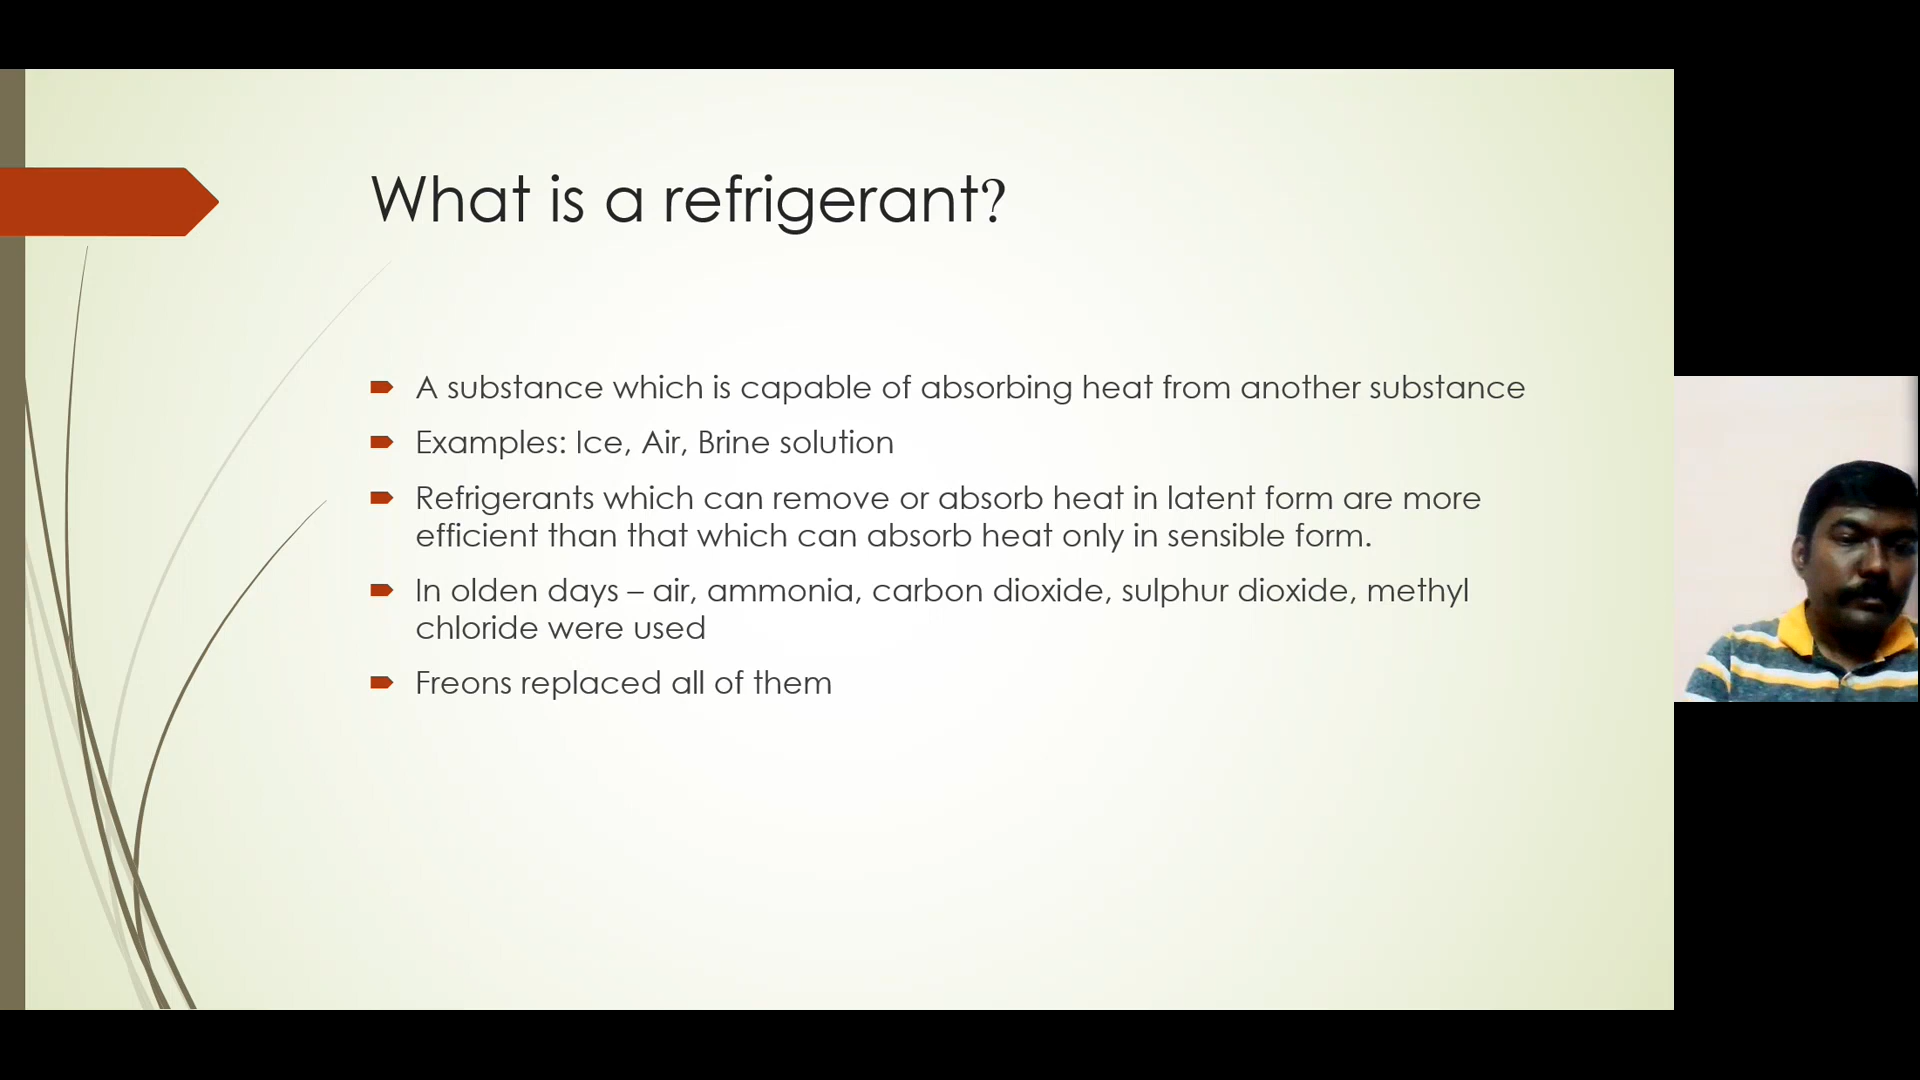 What is a refrigerant?
A substance which is capable of absorbing heat from another substance
Examples: Ice, Air, Brine solution
Refrigerants which can remove or absorb heat in latent form are more
efficient than that which can absorb heat only in sensible form.
In olden days – air, ammonia, carbon dioxide, sulphur dioxide, methyl
chloride were used
Freons replaced all of them